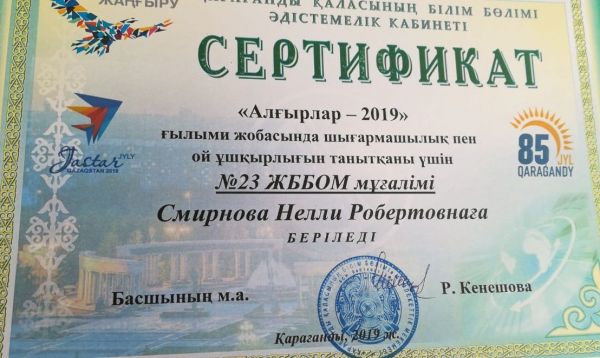 ЖАҢҒЫРУ
ҚАРАҒАНДЫ ҚАЛАСЫНЫҢ БІЛІМ БӨЛІМІ
ӘДІСТЕМЕЛІК КАБИНЕТІ
СЕРТИФИКАТ
«Алғырлар – 2019»
ғылыми жобасында шығармашылық пен
ой ұшқырлығын танытқаны үшін
№23 ЖББОМ мұғалімі
Смирнова Нелли Робертовнаға
БЕРІЛЕДІ
Jastar JYLY
QAZAQSTAN 2019
85 JYL
QARAGANDY
Басшының м.а.
Р. Кенешова
Қарағанды, 2019 ж.